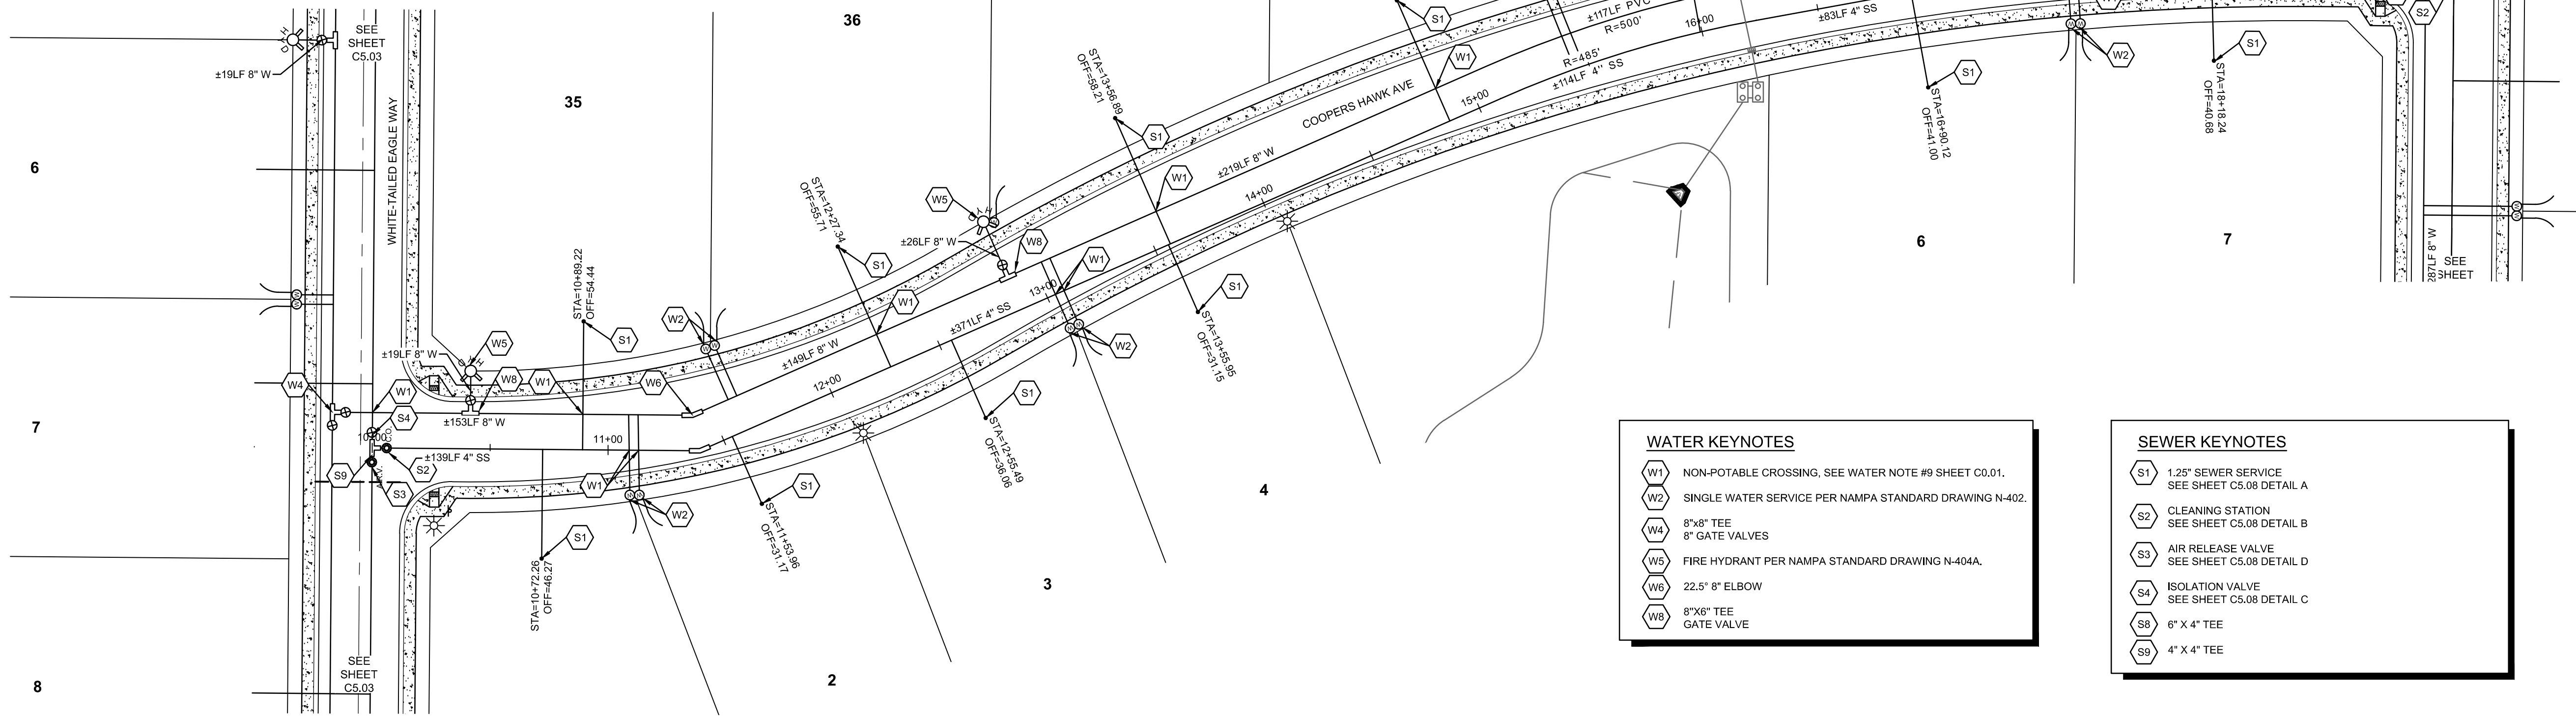 36
35
6
7
8
2
3
4
6
7
SEE
SHEET
C5.03
WHITE-TAILED EAGLE WAY
±19LF 8" W
HYD
STA=10+89.22
OFF=54.44
S1
±19LF 8" W
HYD
W5
W4
W1
S4
W8
W1
W6
W2
10+00
CO
±153LF 8" W
±139LF 4" SS
11+00
S9
S2
S3
ARV
W1
W2
S1
STA=10+72.26
OFF=46.27
SEE
SHEET
C5.03
STA=12+27.34
OFF=55.71
S1
W1
±149LF 8" W
12+00
S1
STA=11+53.96
OFF=31.17
W5
HYD
±26LF 8" W
W8
W1
13+00
±371LF 4" SS
W2
S1
STA=12+55.49
OFF=36.06
STA=13+56.89
OFF=58.21
S1
W1
±219LF 8" W
14+00
S1
STA=13+55.95
OFF=31.15
COOPERS HAWK AVE
S1
W1
15+00
±117LF PVC
R=500'
R=485'
±114LF 4" SS
16+00
±83LF 4" SS
S1
STA=16+90.12
OFF=41.00
W2
S1
STA=18+18.24
OFF=40.68
S2
287LF 8" W
SEE
SHEET
WATER KEYNOTES
W1 NON-POTABLE CROSSING, SEE WATER NOTE #9 SHEET C0.01.
W2 SINGLE WATER SERVICE PER NAMPA STANDARD DRAWING N-402.
W4 8"x8" TEE
8" GATE VALVES
W5 FIRE HYDRANT PER NAMPA STANDARD DRAWING N-404A.
W6 22.5° 8" ELBOW
W8 8"X6" TEE
GATE VALVE
SEWER KEYNOTES
S1 1.25" SEWER SERVICE
SEE SHEET C5.08 DETAIL A
S2 CLEANING STATION
SEE SHEET C5.08 DETAIL B
S3 AIR RELEASE VALVE
SEE SHEET C5.08 DETAIL D
S4 ISOLATION VALVE
SEE SHEET C5.08 DETAIL C
S8 6" X 4" TEE
S9 4" X 4" TEE